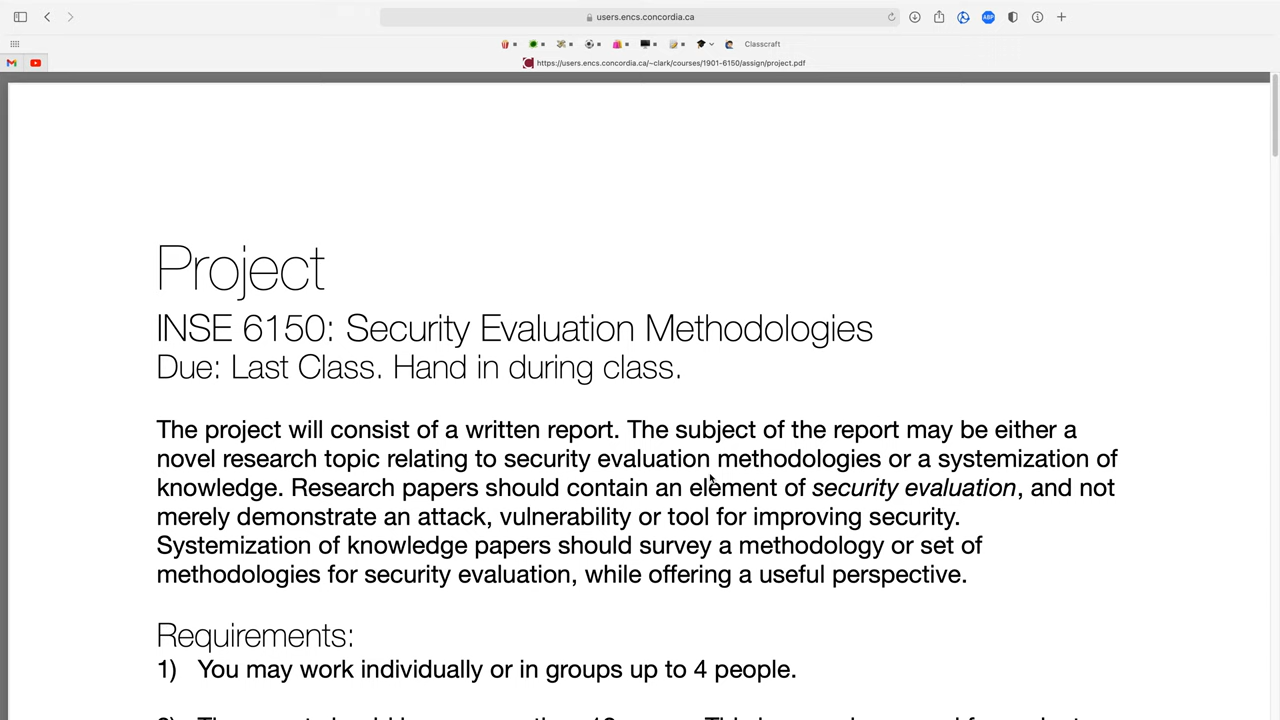 users.encs.concordia.ca
ABP
Classcraft
https://users.encs.concordia.ca/~clark/courses/1901-6150/assign/project.pdf
Project
INSE 6150: Security Evaluation Methodologies
Due: Last Class. Hand in during class.
The project will consist of a written report. The subject of the report may be either a
novel research topic relating to security evaluation methodologies or a systemization of
knowledge. Research papers should contain an element of security evaluation, and not
merely demonstrate an attack, vulnerability or tool for improving security.
Systemization of knowledge papers should survey a methodology or set of
methodologies for security evaluation, while offering a useful perspective.
Requirements:
1) You may work individually or in groups up to 4 people.